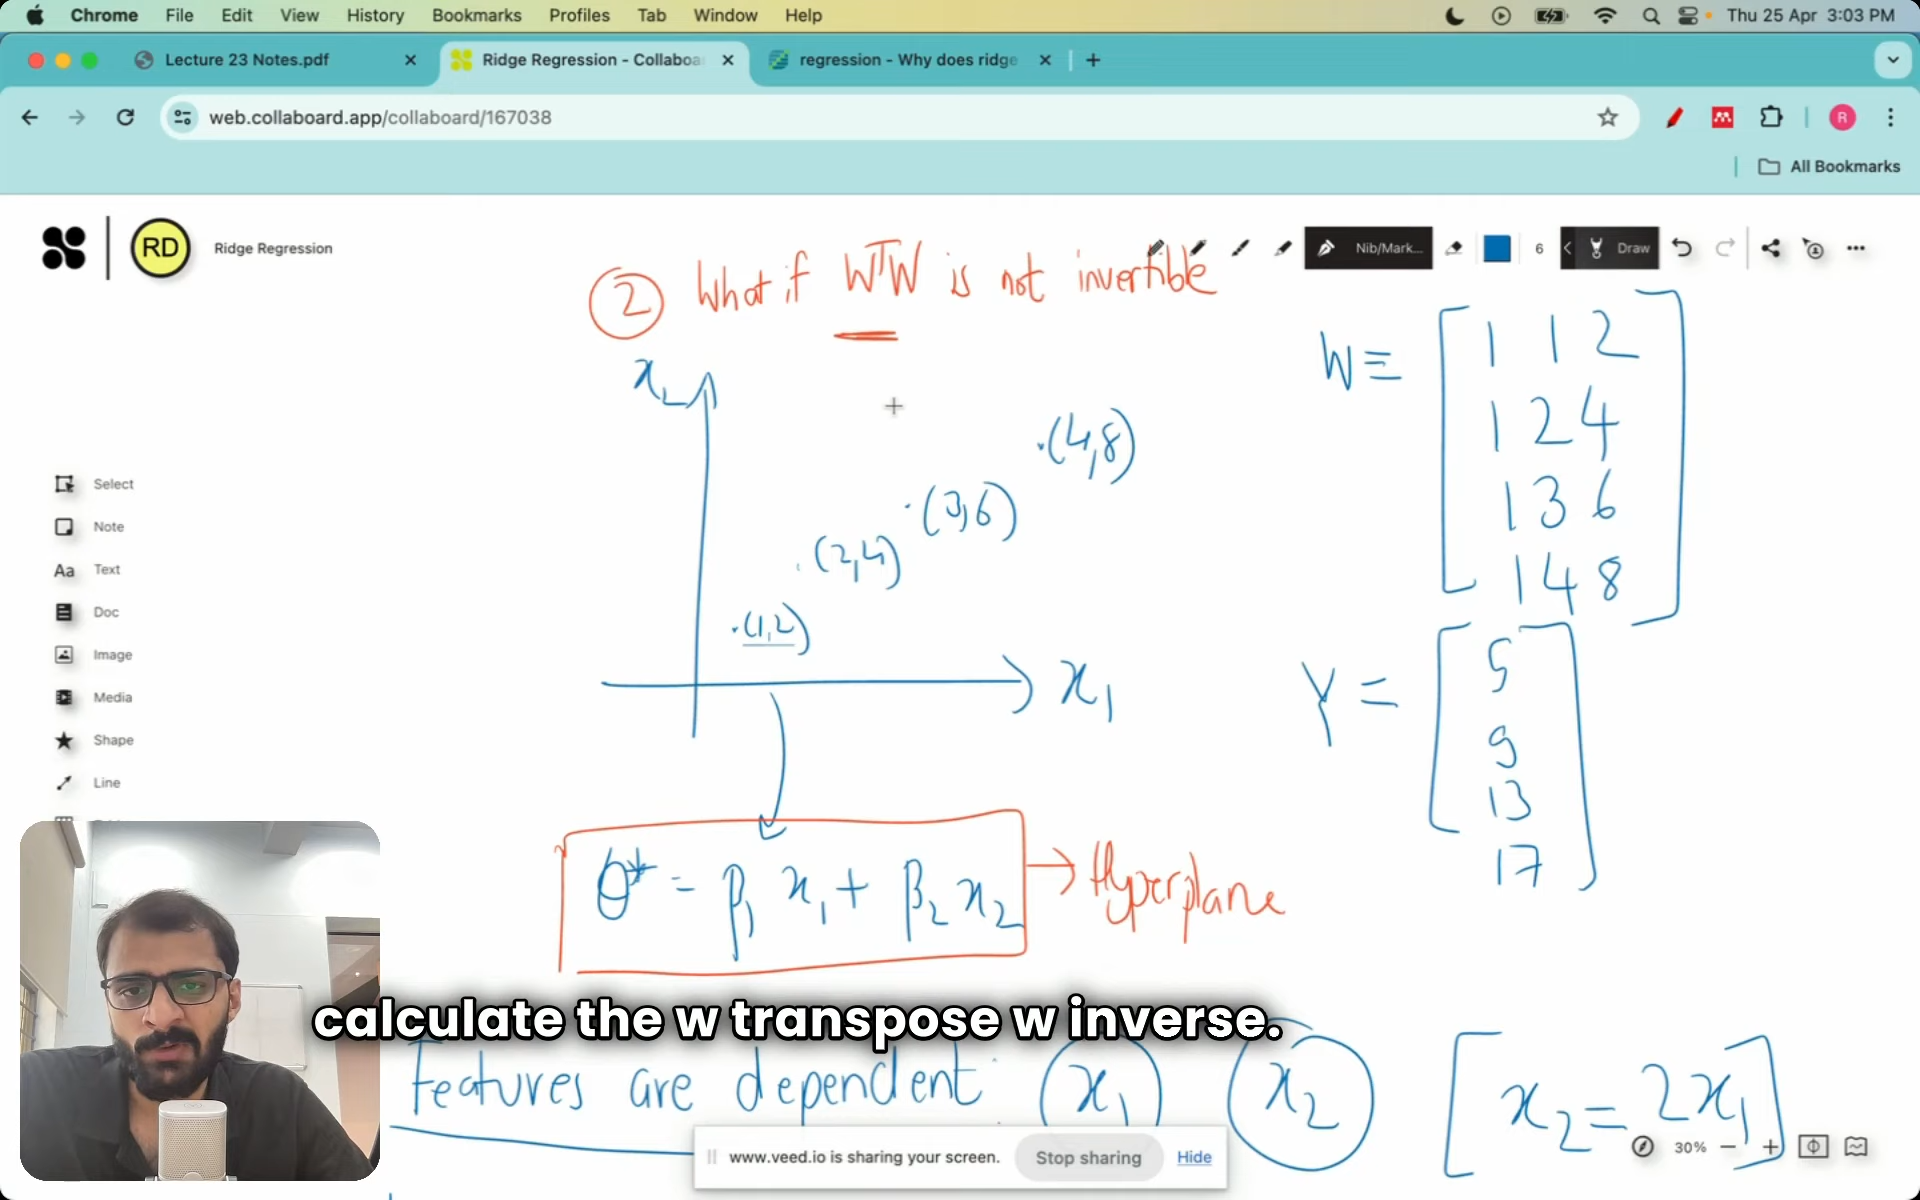 Chrome File Edit View History Bookmarks Profiles Tab Window Help Thu 25 Apr 3:03 PM
Lecture 23 Notes.pdf Ridge Regression - Collaboa regression - Why does ridge
web.collaboard.app/collaboard/167038 R
All Bookmarks
RD Ridge Regression
Nib/Mark... 6 Draw
② What if WᵀW is not invertible
W≡ [1 1 2
1 2 4
1 3 6
1 4 8]
x₂
(4,8)
(3,6)
(2,4)
(1,2)
x₁
Y = [5
9
13
17]
Select
Note
Aa Text
Doc
Image
Media
Shape
Line
θ* = β₁ x₁ + β₂ x₂ → Hyperplane
calculate the w transpose w inverse.
features are dependent: x₁ x₂ [x₂ = 2x₁]
www.veed.io is sharing your screen. Stop sharing Hide
30%